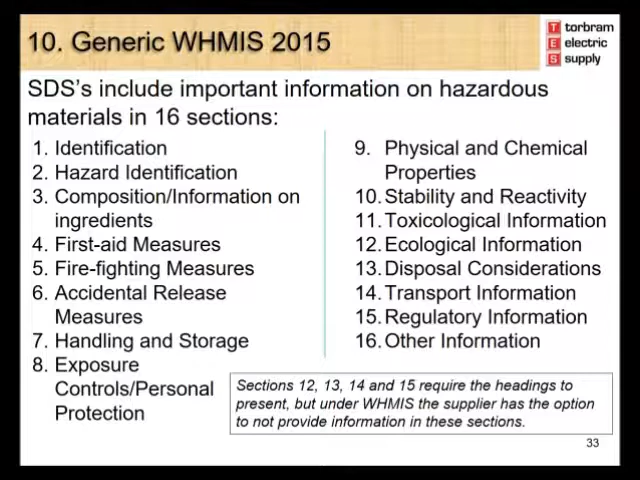 10. Generic WHMIS 2015
T torbram
E electric
S supply
SDS's include important information on hazardous
materials in 16 sections:
1. Identification
2. Hazard Identification
3. Composition/Information on
ingredients
4. First-aid Measures
5. Fire-fighting Measures
6. Accidental Release
Measures
7. Handling and Storage
8. Exposure
Controls/Personal
Protection
9. Physical and Chemical
Properties
10. Stability and Reactivity
11. Toxicological Information
12. Ecological Information
13. Disposal Considerations
14. Transport Information
15. Regulatory Information
16. Other Information
Sections 12, 13, 14 and 15 require the headings to
present, but under WHMIS the supplier has the option
to not provide information in these sections.
33